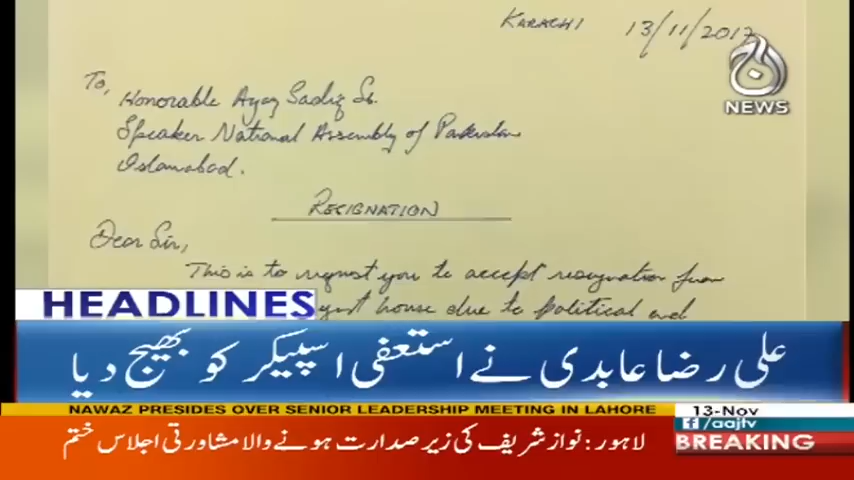 KARACHI 13/11/2017
NEWS
To,
Honorable Ayaz Sadiq Sb.
Speaker National Assembly of Pakistan
Islamabad.
RESIGNATION
Dear Sir,
This is to request you to accept resignation from
august house due to political and
HEADLINES
علی رضا عابدی نے استعفی اسپیکر کو بھیج دیا
NAWAZ PRESIDES OVER SENIOR LEADERSHIP MEETING IN LAHORE
13-Nov
f/aajtv
لاہور: نواز شریف کی زیر صدارت ہونے والا مشاورتی اجلاس ختم
BREAKING